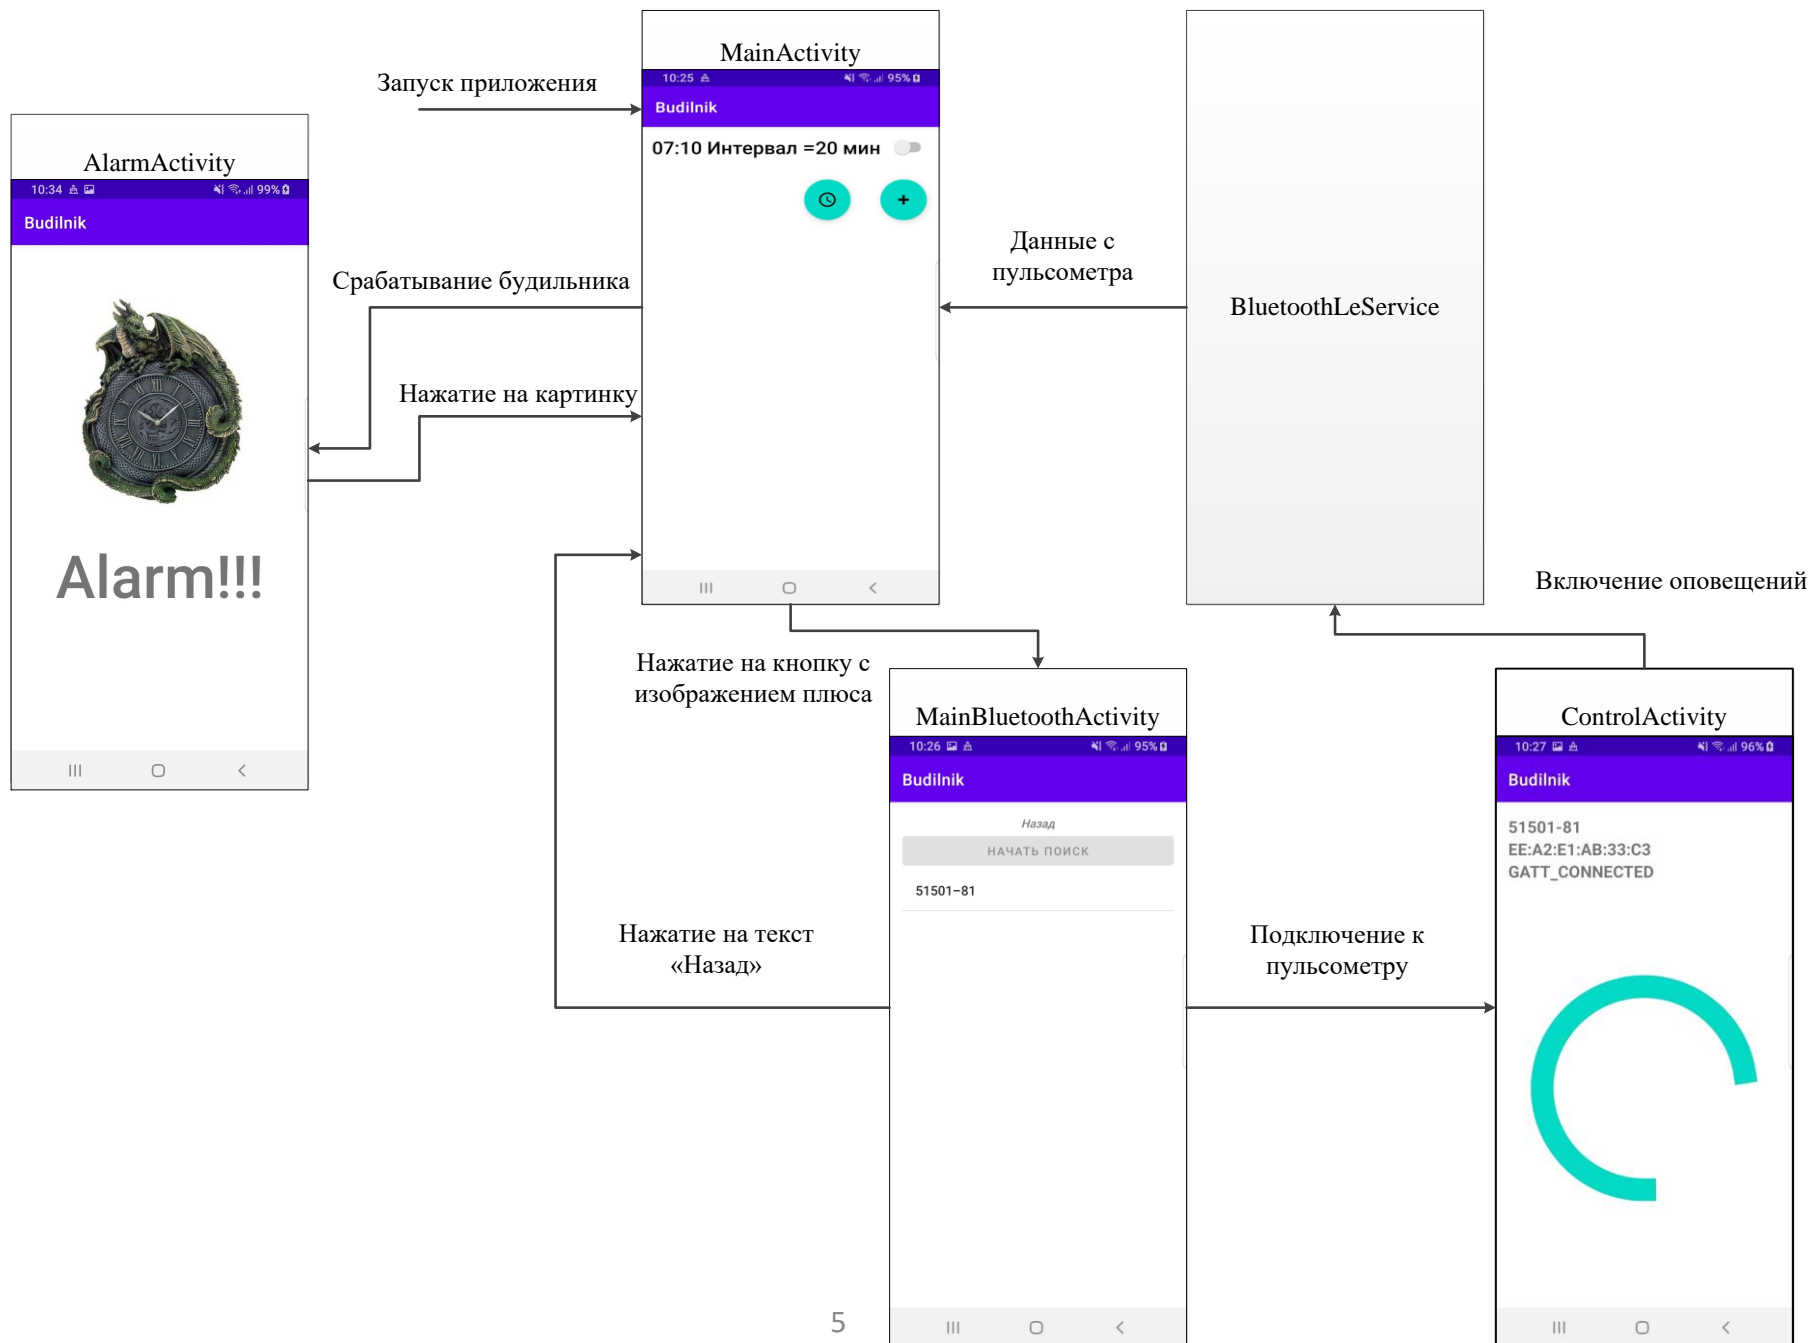 MainActivity
10:25
95%
Budilnik
07:10 Интервал =20 мин
Запуск приложения
AlarmActivity
10:34
99%
Budilnik
Alarm!!!
Срабатывание будильника
Нажатие на картинку
Данные с
пульсометра
BluetoothLeService
Включение оповещений
Нажатие на кнопку с
изображением плюса
MainBluetoothActivity
10:26
95%
Budilnik
Назад
НАЧАТЬ ПОИСК
51501-81
Нажатие на текст
«Назад»
Подключение к
пульсометру
ControlActivity
10:27
96%
Budilnik
51501-81
EE:A2:E1:AB:33:C3
GATT_CONNECTED
5